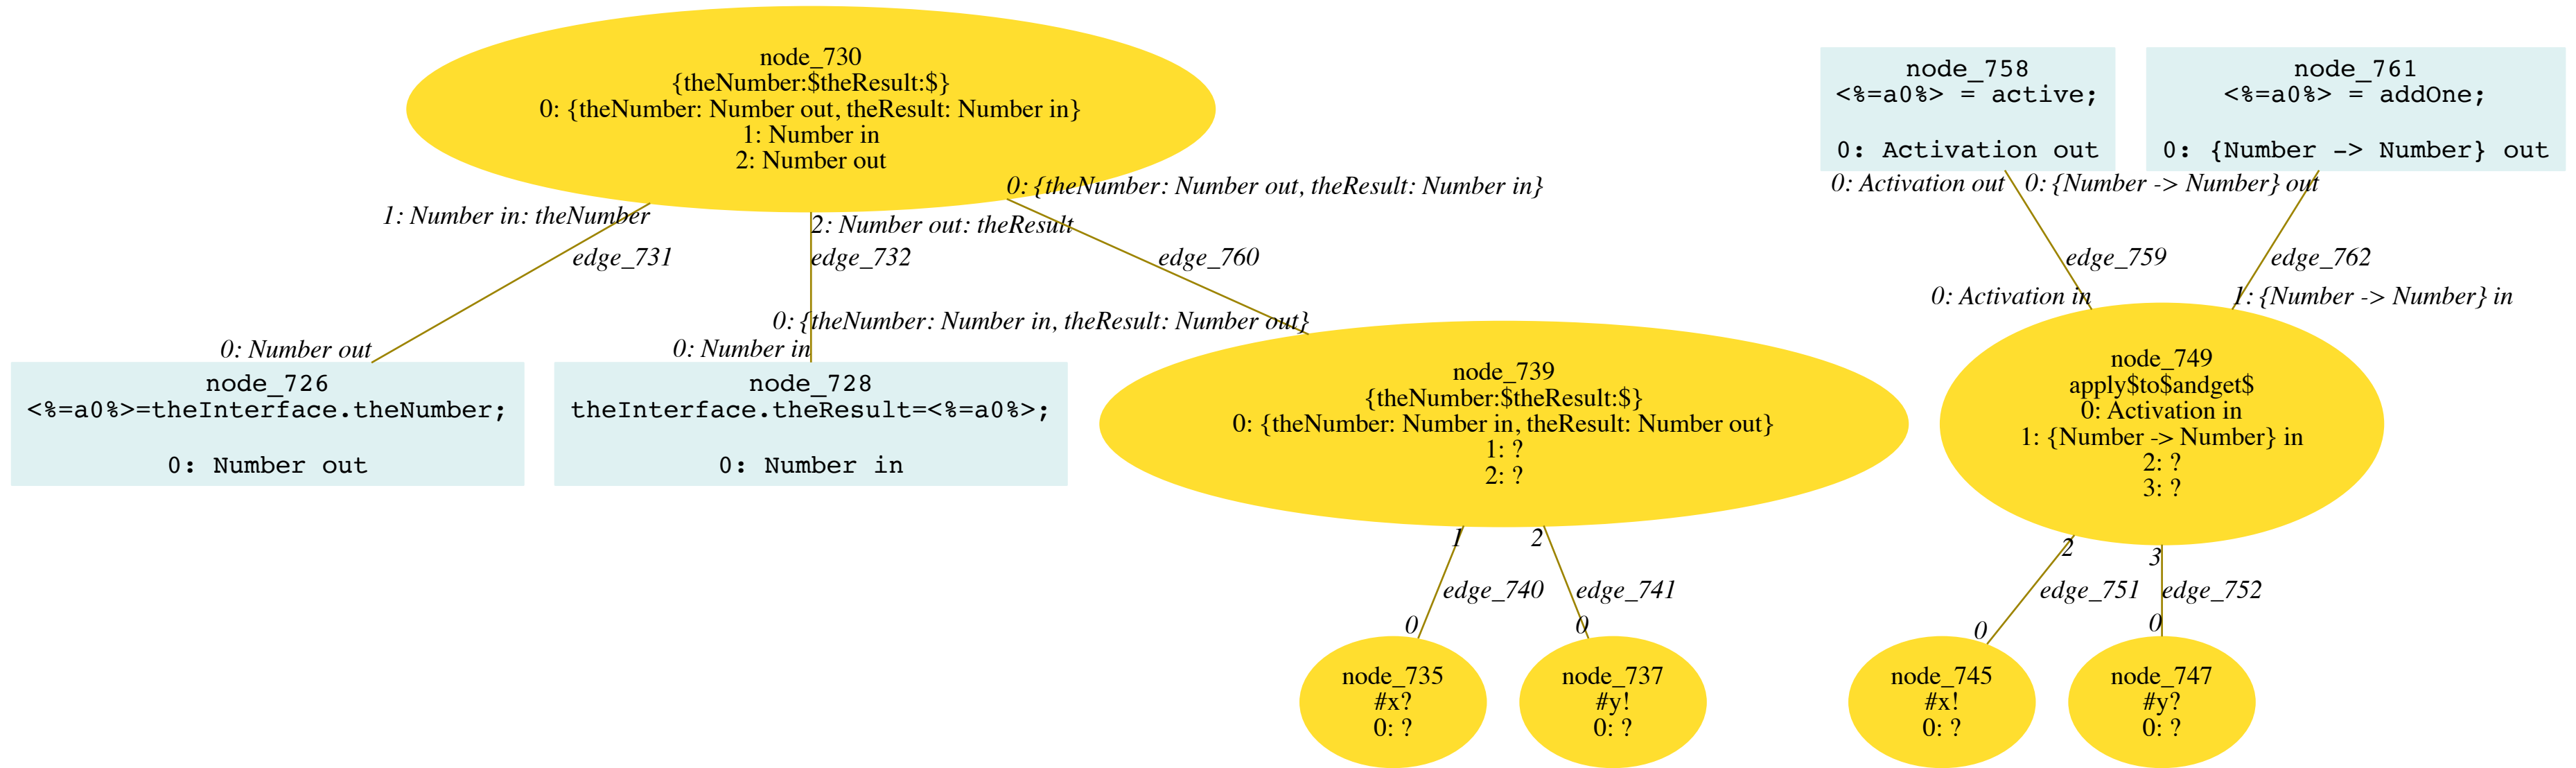 node_730
{theNumber:$theResult:$}
0: {theNumber: Number out, theResult: Number in}
1: Number in
2: Number out
node_758
<%=a0%> = active;
0: Activation out
node_761
<%=a0%> = addOne;
0: {Number -> Number} out
0: {theNumber: Number out, theResult: Number in}
0: Activation out
0: {Number -> Number} out
1: Number in: theNumber
2: Number out: theResult
edge_731
edge_732
edge_760
edge_759
edge_762
0: Activation in
1: {Number -> Number} in
0: {theNumber: Number in, theResult: Number out}
0: Number out
0: Number in
node_726
<%=a0%>=theInterface.theNumber;
0: Number out
node_728
theInterface.theResult=<%=a0%>;
0: Number in
node_739
{theNumber:$theResult:$}
0: {theNumber: Number in, theResult: Number out}
1: ?
2: ?
node_749
apply$to$andget$
0: Activation in
1: {Number -> Number} in
2: ?
3: ?
1
2
2
3
edge_740
edge_741
edge_751
edge_752
0
0
0
0
node_735
#x?
0: ?
node_737
#y!
0: ?
node_745
#x!
0: ?
node_747
#y?
0: ?